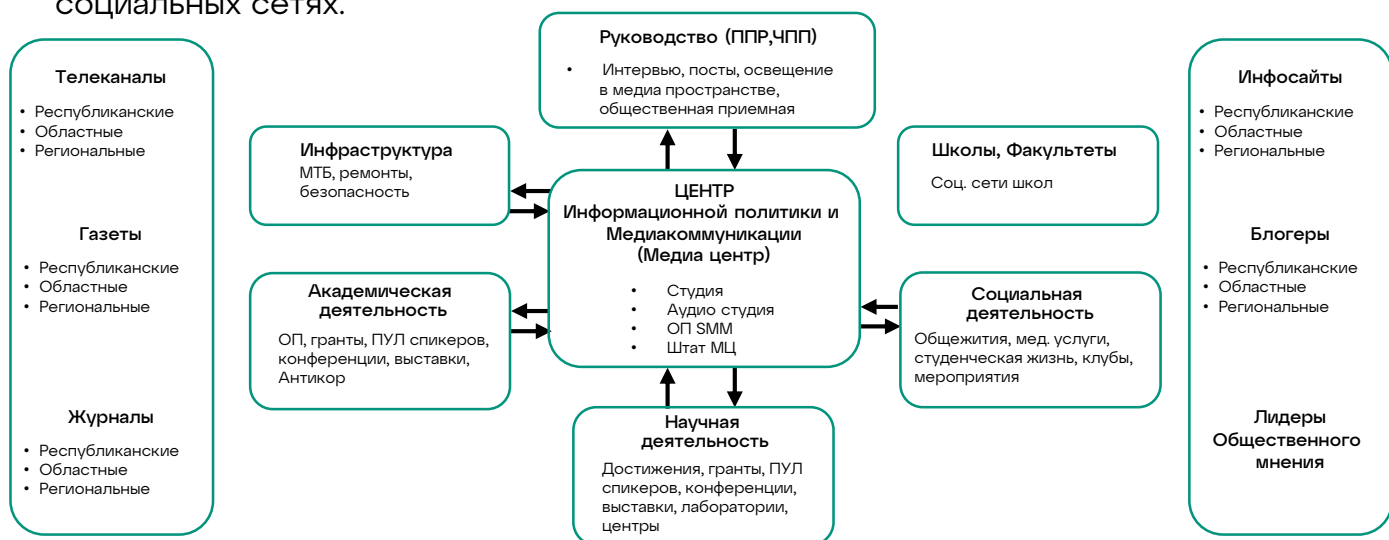 социальных сетях.
Телеканалы
• Республиканские
• Областные
• Региональные
Газеты
• Республиканские
• Областные
• Региональные
Журналы
• Республиканские
• Областные
• Региональные
Инфраструктура
МТБ, ремонты,
безопасность
Академическая
деятельность
ОП, гранты, ПУЛ спикеров,
конференции, выставки,
Антикор
Руководство (ППР,ЧПП)
• Интервью, посты, освещение
в медиа пространстве,
общественная приемная
ЦЕНТР
Информационной политики и
Медиакоммуникации
(Медиа центр)
• Студия
• Аудио студия
• ОП SMM
• Штат МЦ
Научная
деятельность
Достижения, гранты, ПУЛ
спикеров, конференции,
выставки, лаборатории,
центры
Школы, Факультеты
Соц. сети школ
Социальная
деятельность
Общежития, мед. услуги,
студенческая жизнь, клубы,
мероприятия
Инфосайты
• Республиканские
• Областные
• Региональные
Блогеры
• Республиканские
• Областные
• Региональные
Лидеры
Общественного
мнения